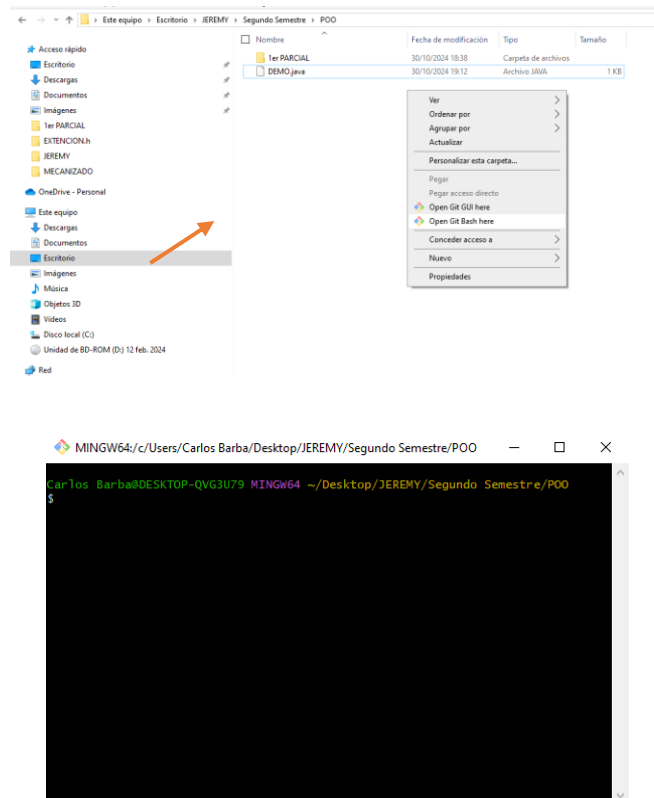 Este equipo › Escritorio › JEREMY › Segundo Semestre › POO
Nombre Fecha de modificación Tipo Tamaño
Acceso rápido
Escritorio
Descargas
Documentos
Imágenes
1er PARCIAL
EXTENCION.h
JEREMY
MECANIZADO
OneDrive - Personal
Este equipo
Descargas
Documentos
Escritorio
Imágenes
Música
Objetos 3D
Vídeos
Disco local (C:)
Unidad de BD-ROM (D:) 12 feb. 2024
Red
1er PARCIAL 30/10/2024 18:38 Carpeta de archivos
DEMO.java 30/10/2024 19:12 Archivo JAVA 1 KB
Ver
Ordenar por
Agrupar por
Actualizar
Personalizar esta carpeta...
Pegar
Pegar acceso directo
Open Git GUI here
Open Git Bash here
Conceder acceso a
Nuevo
Propiedades
MINGW64:/c/Users/Carlos Barba/Desktop/JEREMY/Segundo Semestre/POO
Carlos Barba@DESKTOP-QVG3U79 MINGW64 ~/Desktop/JEREMY/Segundo Semestre/POO
$